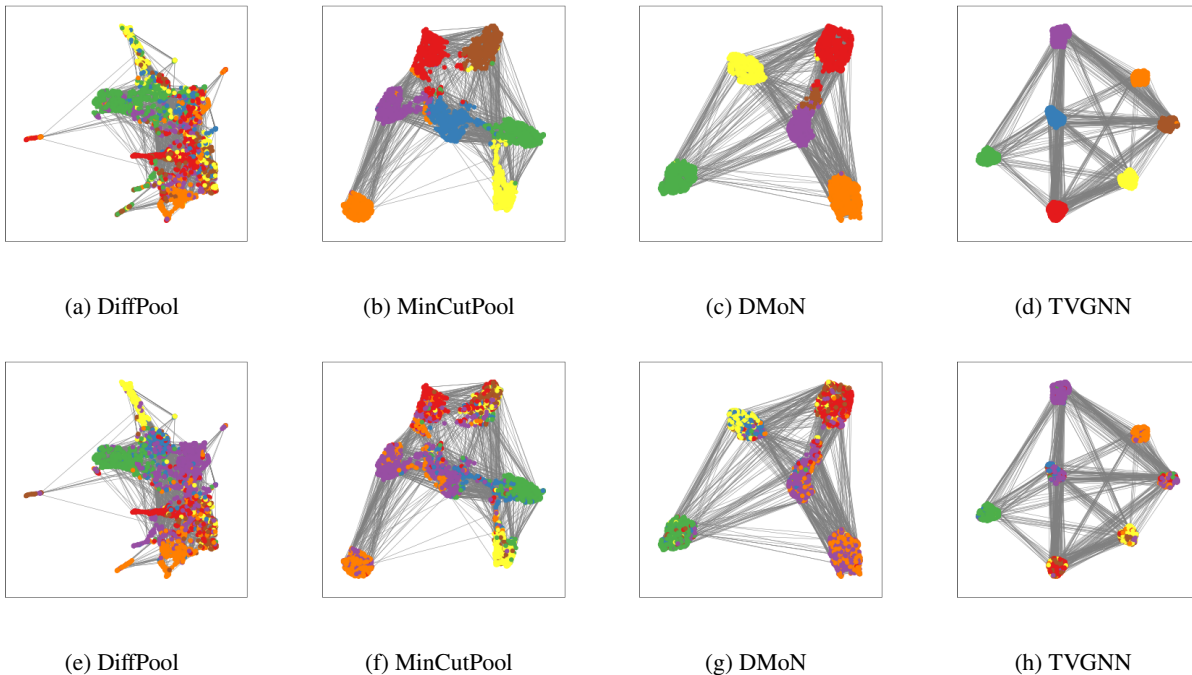 (a) DiffPool
(b) MinCutPool
(c) DMoN
(d) TVGNN
(e) DiffPool
(f) MinCutPool
(g) DMoN
(h) TVGNN